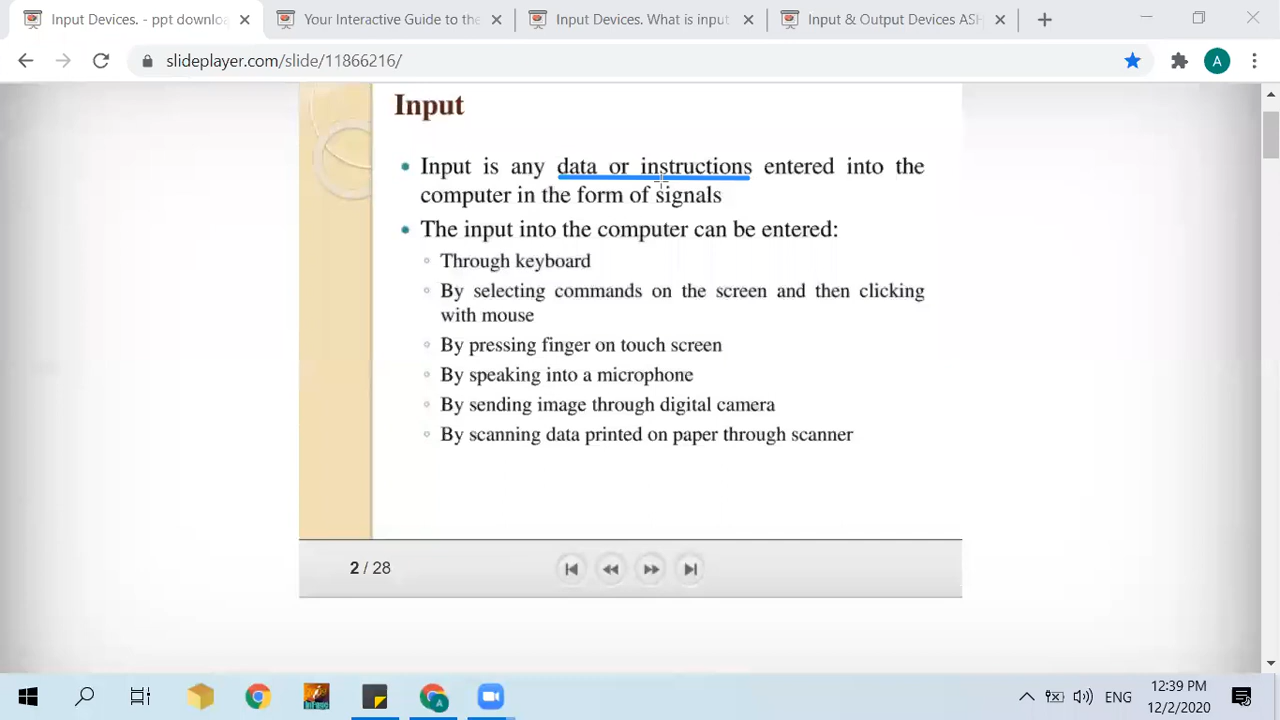 Input Devices. - ppt downloa
Your Interactive Guide to the
Input Devices. What is input
Input & Output Devices ASH
slideplayer.com/slide/11866216/
A
Input
Input is any data or instructions entered into the
computer in the form of signals
The input into the computer can be entered:
Through keyboard
By selecting commands on the screen and then clicking
with mouse
By pressing finger on touch screen
By speaking into a microphone
By sending image through digital camera
By scanning data printed on paper through scanner
2 / 28
12:39 PM
ENG
12/2/2020